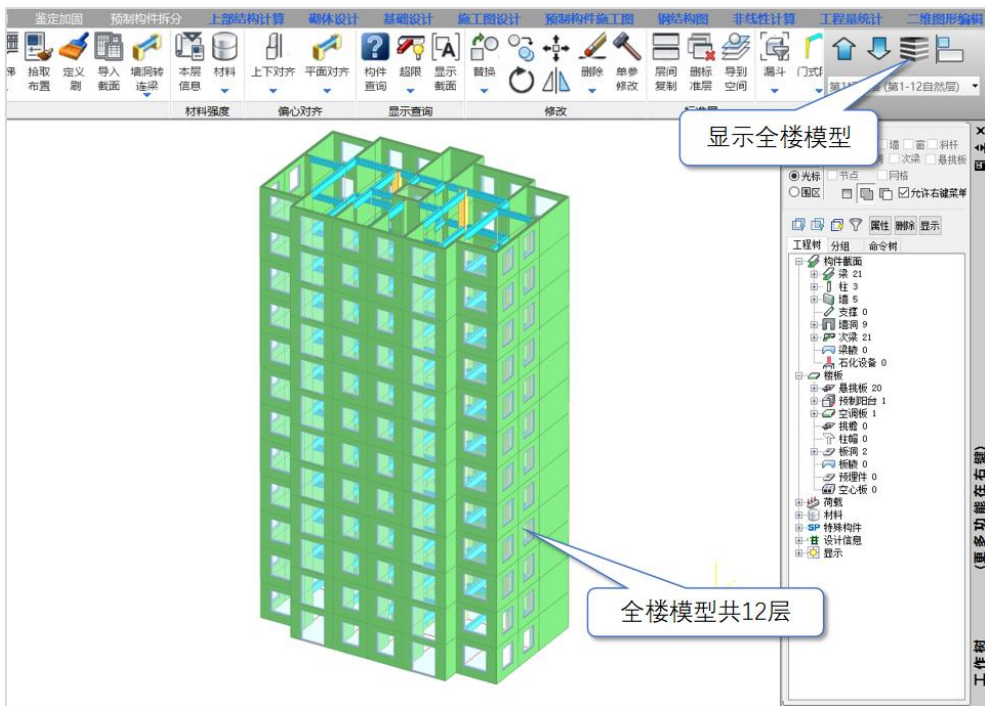 鉴定加固 预制构件拆分 上部结构计算 砌体设计 基础设计 施工图设计 预制构件施工图 钢结构图 非线性计算 工程量统计 二维图形编辑
拾取 定义 导入 墙洞转 本层 材料 上下对齐 平面对齐 构件 超限 显示 替换 删除 单参 层间 删标 导到 漏斗 门式
布置 刷 截面 连梁 信息 查询 截面 修改 复制 准层 空间
(第1-12自然层)
材料强度 偏心对齐 显示查询 修改
显示全楼模型
墙 窗 斜杆
次梁 悬挑板
光标 节点 网格
围区 允许右键菜单
属性 删除 显示
工程树 分组 命令树
构件截面
梁 21
柱 3
墙 5
支撑 0
墙洞 9
次梁 21
梁腋 0
石化设备 0
楼板
悬挑板 20
预制阳台 1
空调板 1
挑檐 0
柱帽 0
板洞 2
板腋 0
预埋件 0
空心板 0
荷载
材料
SP 特殊构件
设计信息
显示
全楼模型共12层
工作树 (更多功能在右键)